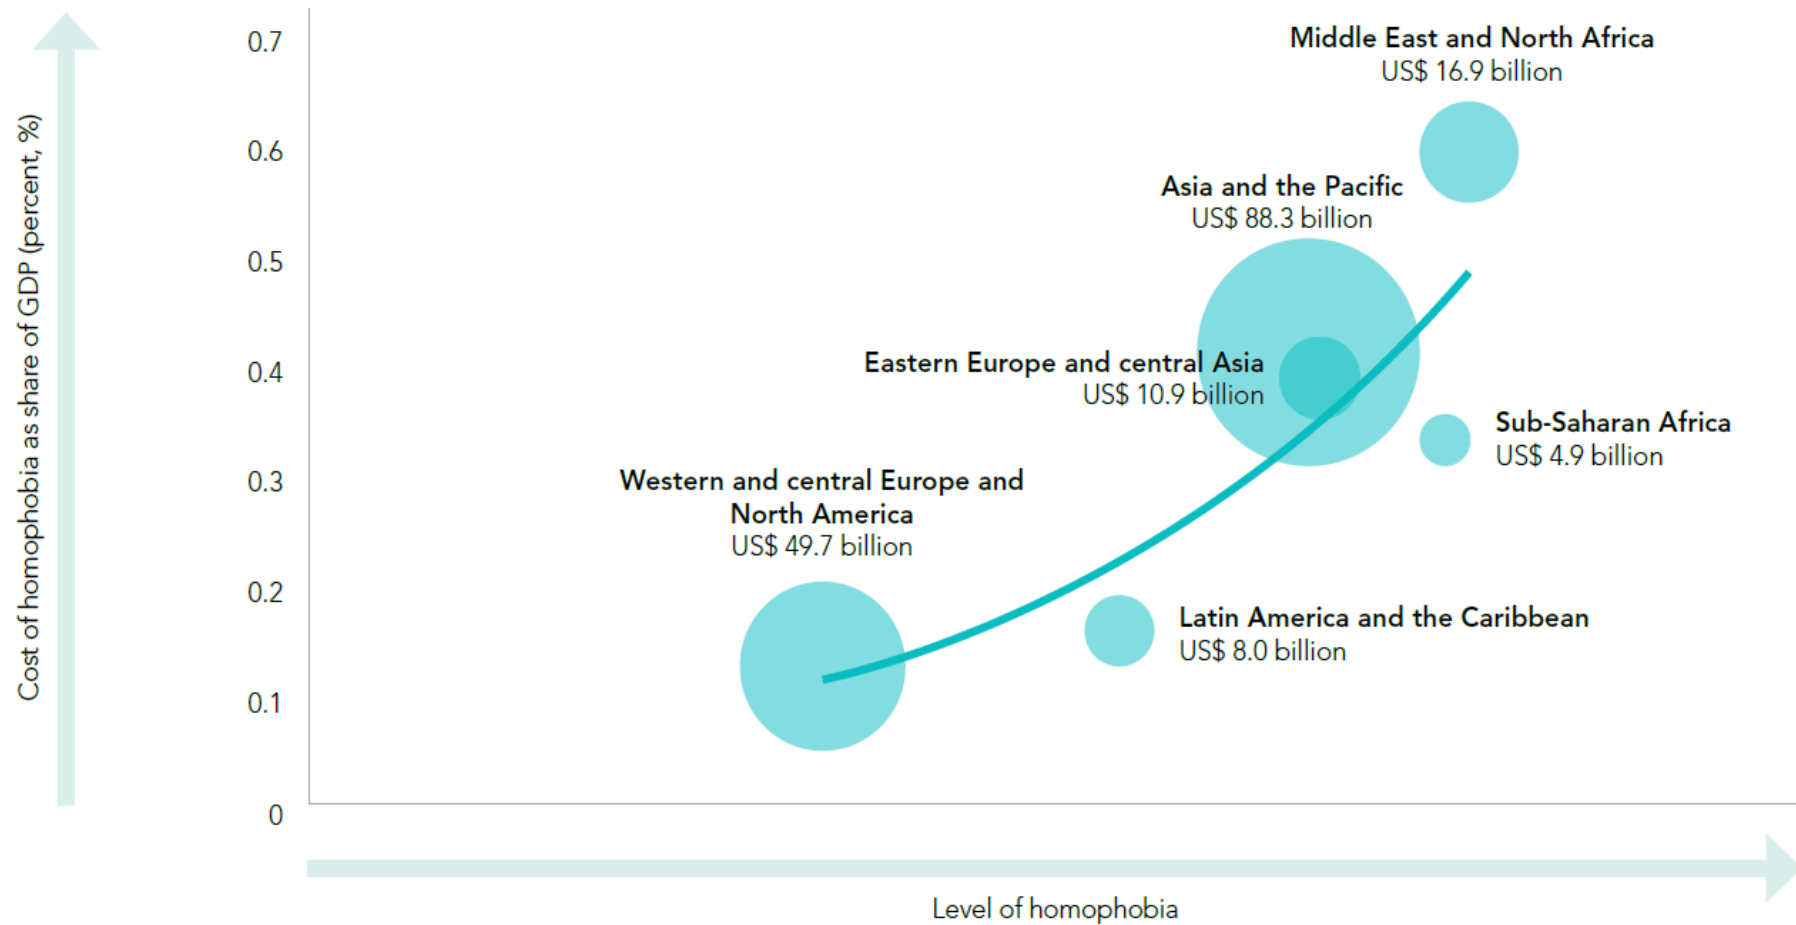 Cost of homophobia as share of GDP (percent, %)
0.7
0.6
0.5
0.4
0.3
0.2
0.1
0
Middle East and North Africa
US$ 16.9 billion
Asia and the Pacific
US$ 88.3 billion
Eastern Europe and central Asia
US$ 10.9 billion
Sub-Saharan Africa
US$ 4.9 billion
Western and central Europe and
North America
US$ 49.7 billion
Latin America and the Caribbean
US$ 8.0 billion
Level of homophobia